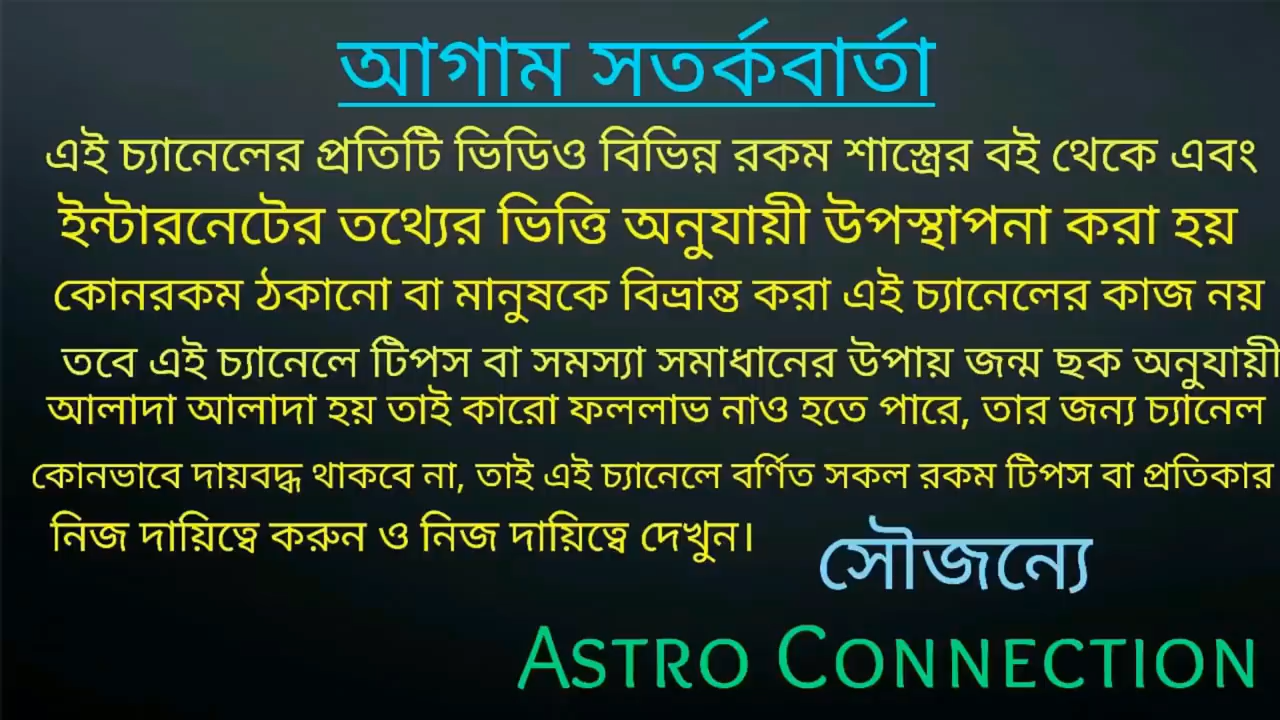 আগাম সতর্কবার্তা
এই চ্যানেলের প্রতিটি ভিডিও বিভিন্ন রকম শাস্ত্রের বই থেকে এবং
ইন্টারনেটের তথ্যের ভিত্তি অনুযায়ী উপস্থাপনা করা হয়
কোনরকম ঠকানো বা মানুষকে বিভ্রান্ত করা এই চ্যানেলের কাজ নয়
তবে এই চ্যানেলে টিপস বা সমস্যা সমাধানের উপায় জন্ম ছক অনুযায়ী
আলাদা আলাদা হয় তাই কারো ফললাভ নাও হতে পারে, তার জন্য চ্যানেল
কোনভাবে দায়বদ্ধ থাকবে না, তাই এই চ্যানেলে বর্ণিত সকল রকম টিপস বা প্রতিকার
নিজ দায়িত্বে করুন ও নিজ দায়িত্বে দেখুন।
সৌজন্যে
ASTRO CONNECTION